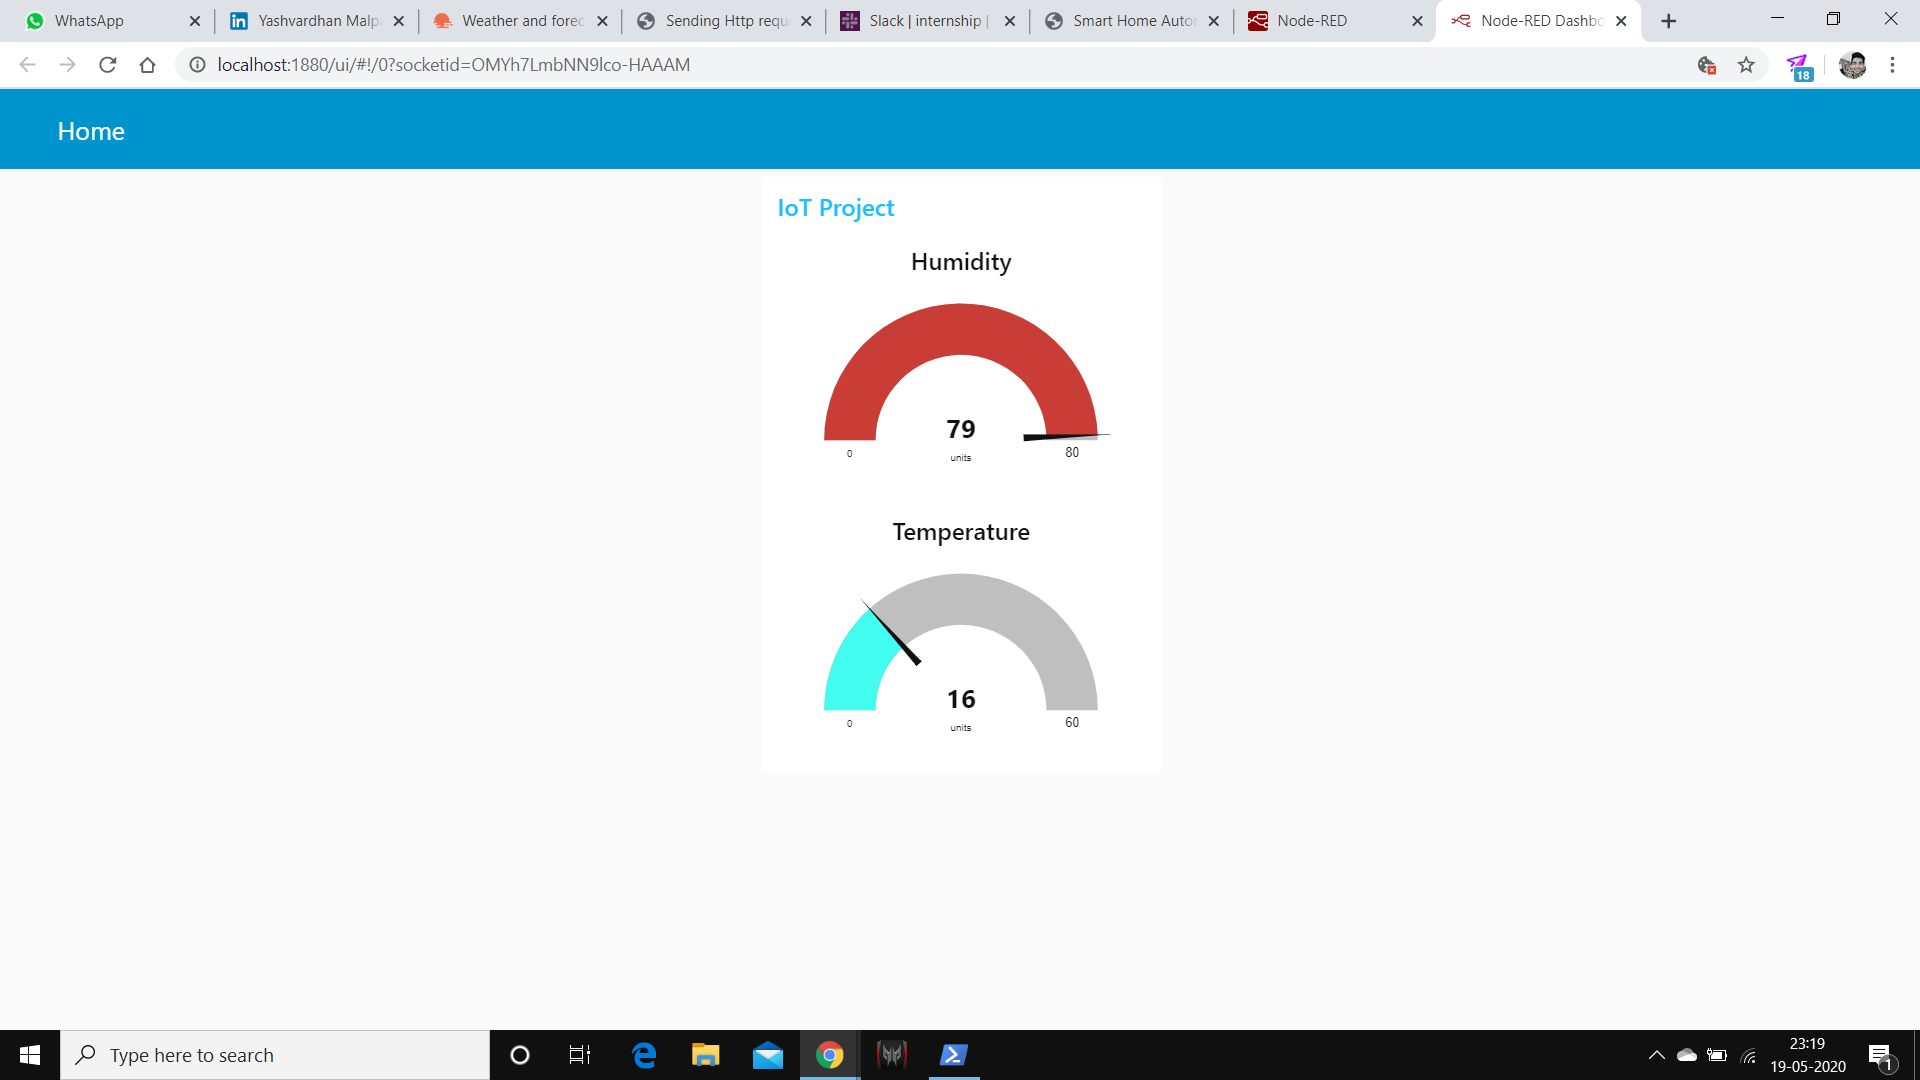 WhatsApp
Yashvardhan Malp
Weather and forec
Sending Http requ
Slack | internship |
Smart Home Autor
Node-RED
Node-RED Dashbo
localhost:1880/ui/#!/0?socketid=OMYh7LmbNN9lco-HAAAM
18
Home
IoT Project
Humidity
79
0
units
80
Temperature
16
0
units
60
Type here to search
23:19
19-05-2020
1